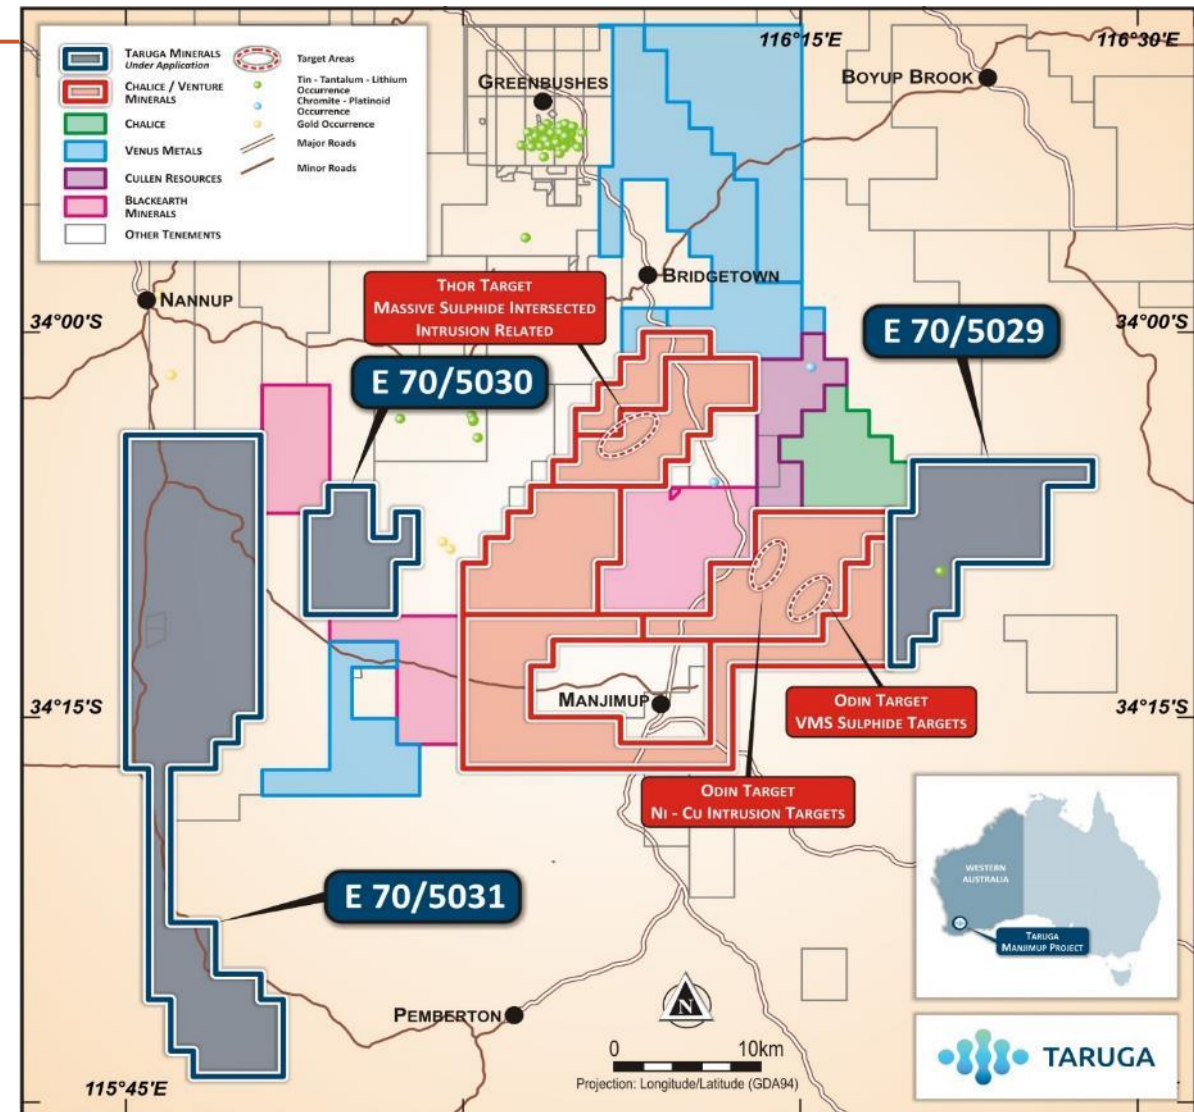 TARUGA MINERALS
Under Application
CHALICE / VENTURE
MINERALS
CHALICE
VENUS METALS
CULLEN RESOURCES
BLACKEARTH
MINERALS
OTHER TENEMENTS
Target Areas
Tin - Tantalum - Lithium
Occurrence
Chromite - Platinoid
Occurrence
Gold Occurrence
Major Roads
Minor Roads
116°15'E
116°30'E
GREENBUSHES
BOYUP BROOK
BRIDGETOWN
NANNUP
THOR TARGET
MASSIVE SULPHIDE INTERSECTED
INTRUSION RELATED
34°00'S
34°00'S
E 70/5029
E 70/5030
34°15'S
34°15'S
MANJIMUP
ODIN TARGET
VMS SULPHIDE TARGETS
ODIN TARGET
NI - CU INTRUSION TARGETS
E 70/5031
WESTERN
AUSTRALIA
TARUGA
MANJIMUP PROJECT
PEMBERTON
N
0 10km
Projection: Longitude/Latitude (GDA94)
TARUGA
115°45'E